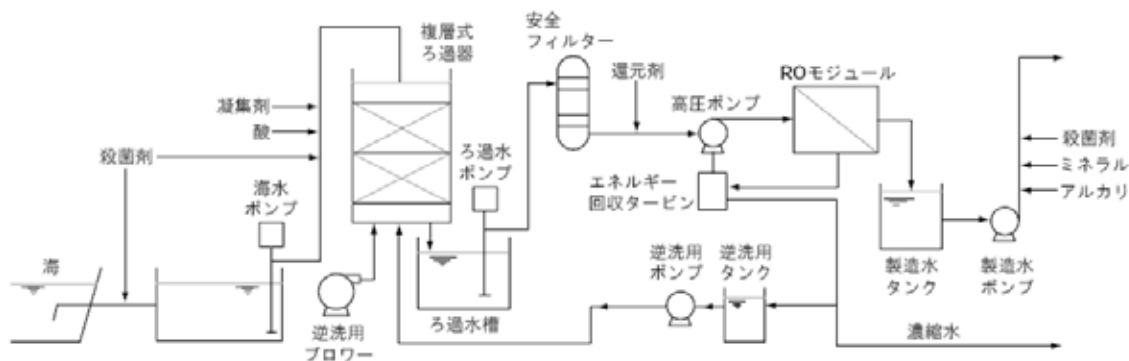 複層式
ろ過器
安全
フィルター
還元剤
ROモジュール
高圧ポンプ
凝集剤
酸
殺菌剤
海水
ポンプ
ろ過水
ポンプ
エネルギー
回収タービン
殺菌剤
ミネラル
アルカリ
海
逆洗用
ブロワー
ろ過水槽
逆洗用
ポンプ
逆洗用
タンク
製造水
タンク
製造水
ポンプ
濃縮水